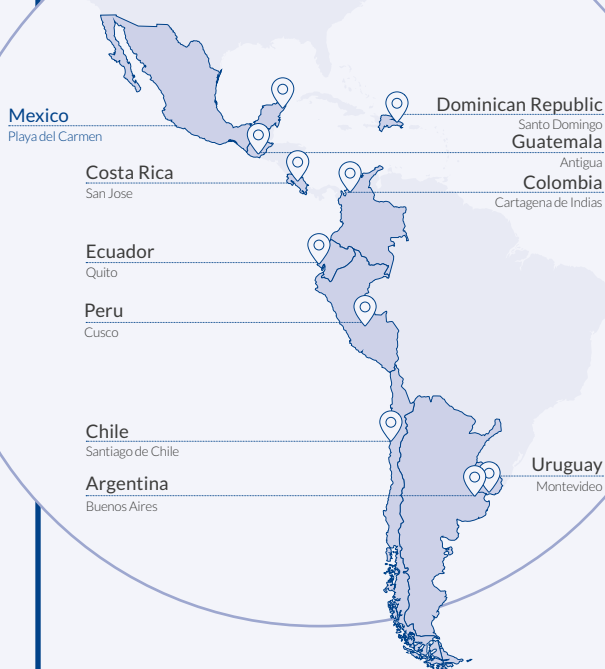 Mexico
Playa del Carmen
Dominican Republic
Santo Domingo
Guatemala
Antigua
Costa Rica
San Jose
Colombia
Cartagena de Indias
Ecuador
Quito
Peru
Cusco
Chile
Santiago de Chile
Uruguay
Montevideo
Argentina
Buenos Aires